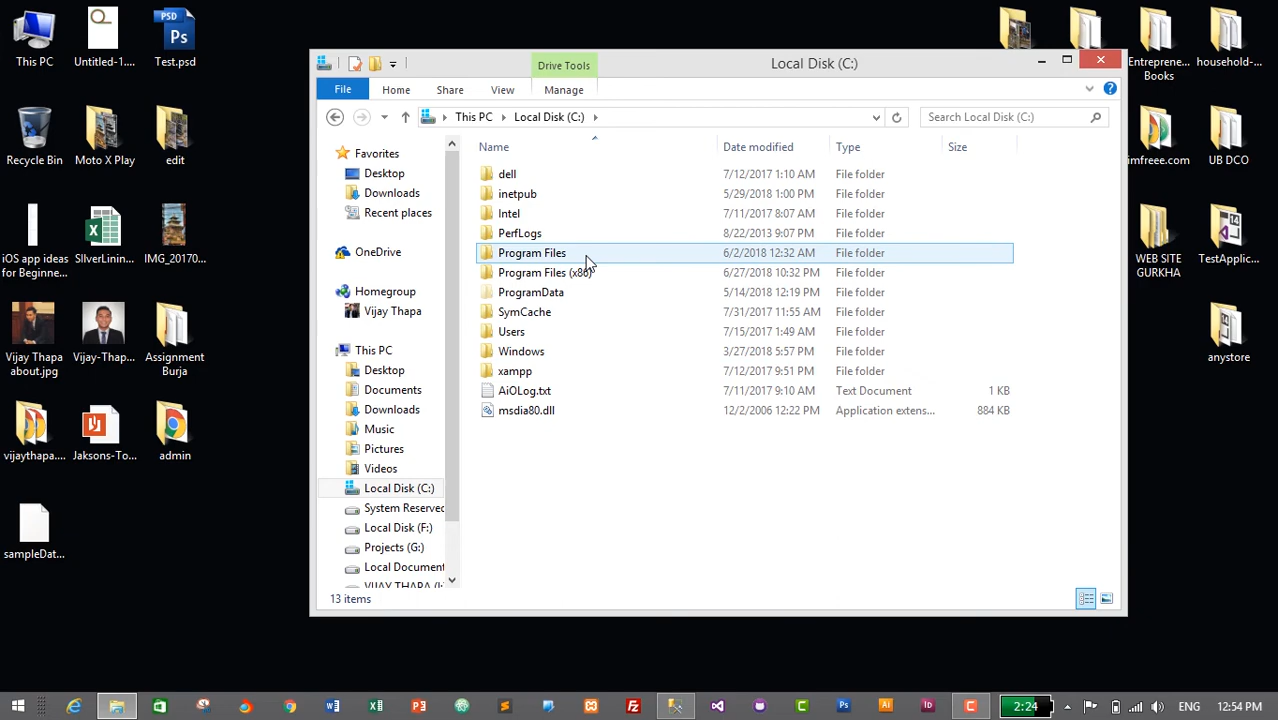 This PC
Untitled-1....
PSD
Ps
Test.psd
Recycle Bin
Moto X Play
edit
iOS app ideas
for Beginne...
SIlverLining...
IMG_20170...
Vijay Thapa
about.jpg
Vijay-Thap...
Assignment
Burja
vijaythapa....
Jaksons-To...
admin
sampleDat...
Drive Tools
Local Disk (C:)
File
Home
Share
View
Manage
This PC
Local Disk (C:)
Search Local Disk (C:)
Favorites
Desktop
Downloads
Recent places
OneDrive
Homegroup
Vijay Thapa
This PC
Desktop
Documents
Downloads
Music
Pictures
Videos
Local Disk (C:)
System Reserved
Local Disk (F:)
Projects (G:)
Local Document
VIJAY THAPA (I:
Name
Date modified
Type
Size
dell 7/12/2017 1:10 AM File folder
inetpub 5/29/2018 1:00 PM File folder
Intel 7/11/2017 8:07 AM File folder
PerfLogs 8/22/2013 9:07 PM File folder
Program Files 6/2/2018 12:32 AM File folder
Program Files (x86) 6/27/2018 10:32 PM File folder
ProgramData 5/14/2018 12:19 PM File folder
SymCache 7/31/2017 11:55 AM File folder
Users 7/15/2017 1:49 AM File folder
Windows 3/27/2018 5:57 PM File folder
xampp 7/12/2017 9:51 PM File folder
AiOLog.txt 7/11/2017 9:10 AM Text Document 1 KB
msdia80.dll 12/2/2006 12:22 PM Application extens... 884 KB
13 items
Entreprene...
Books
household-...
imfreee.com
UB DCO
WEB SITE
GURKHA
TestApplic...
anystore
2:24
ENG
12:54 PM